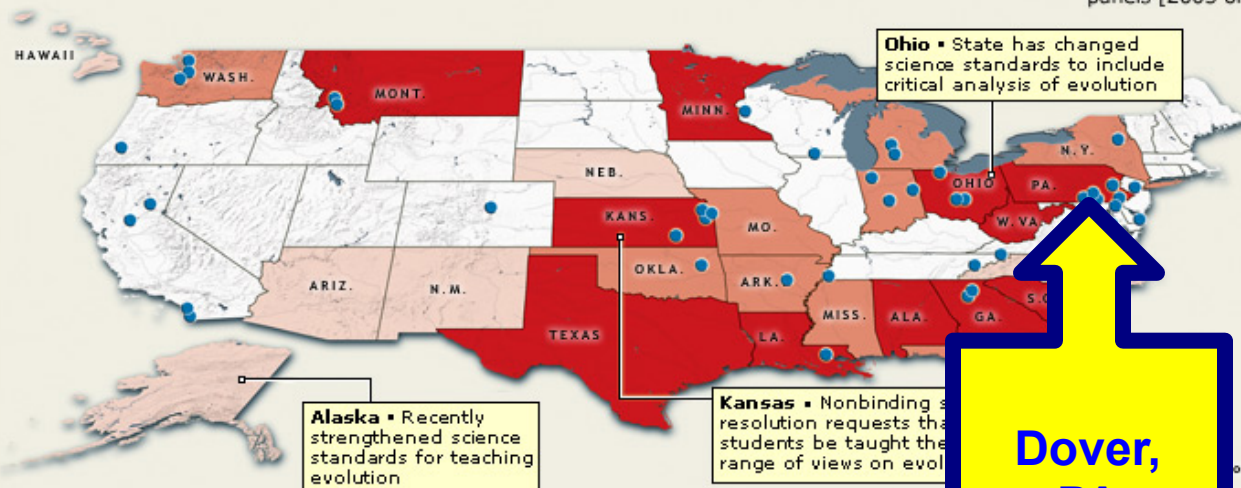 HAWAII
WASH.
MONT.
MINN.
Ohio ▪ State has changed
science standards to include
critical analysis of evolution
N.Y.
NEB.
OHIO
PA.
KANS.
MO.
W. VA.
ARIZ.
N.M.
OKLA.
ARK.
TEXAS
LA.
MISS.
ALA.
GA.
S.C
Alaska ▪ Recently
strengthened science
standards for teaching
evolution
Kansas ▪ Nonbinding s
resolution requests tha
students be taught the
range of views on evol
Dover,